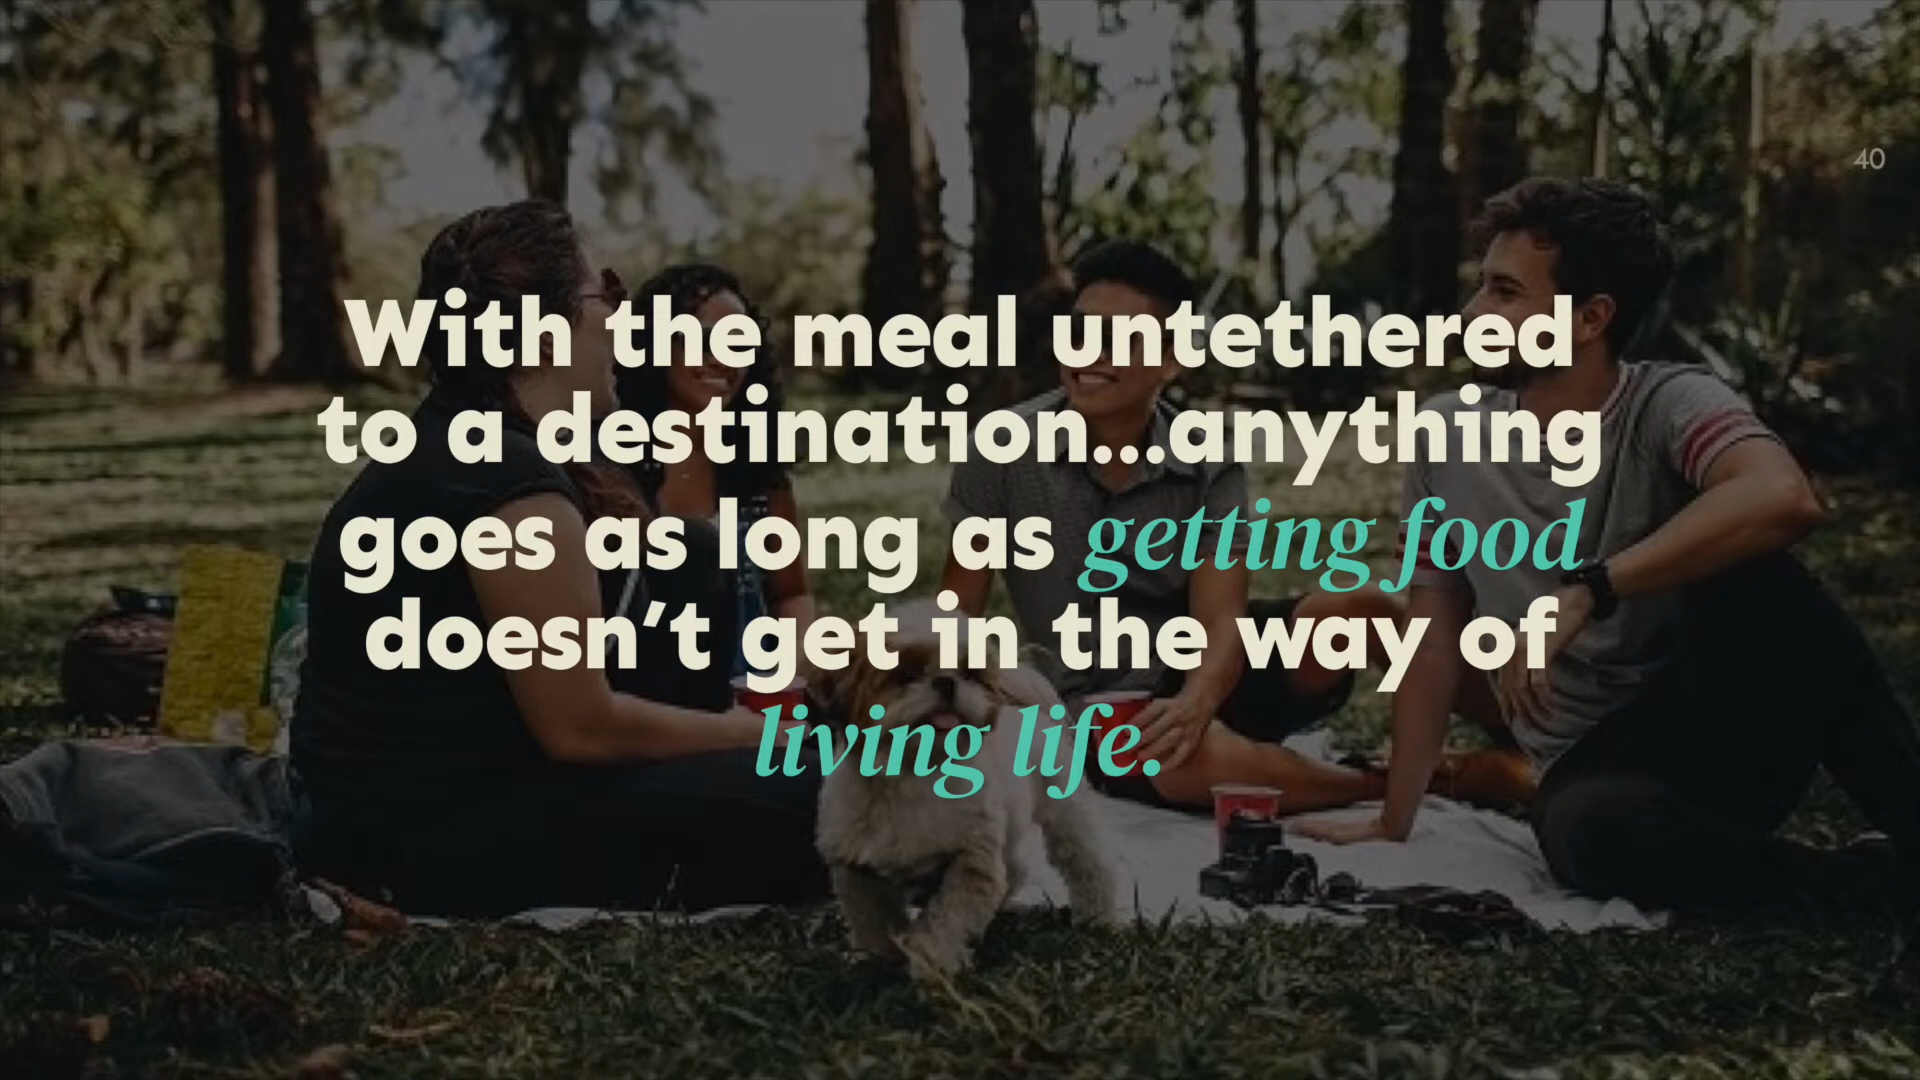 40
With the meal untethered
to a destination...anything
goes as long as getting food
doesn’t get in the way of
living life.